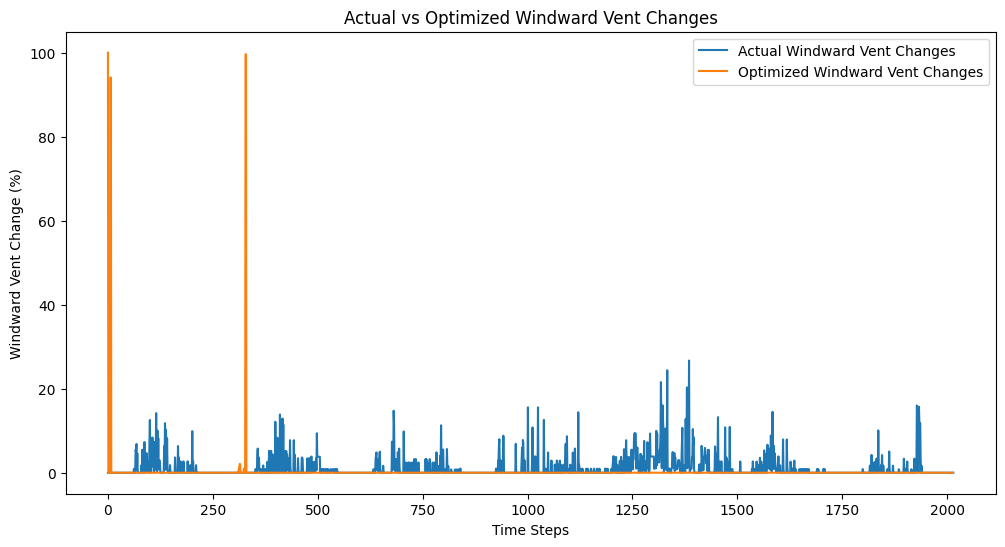 Actual vs Optimized Windward Vent Changes
Actual Windward Vent Changes
Optimized Windward Vent Changes
Windward Vent Change (%)
100
80
60
40
20
0
0 250 500 750 1000 1250 1500 1750 2000
Time Steps